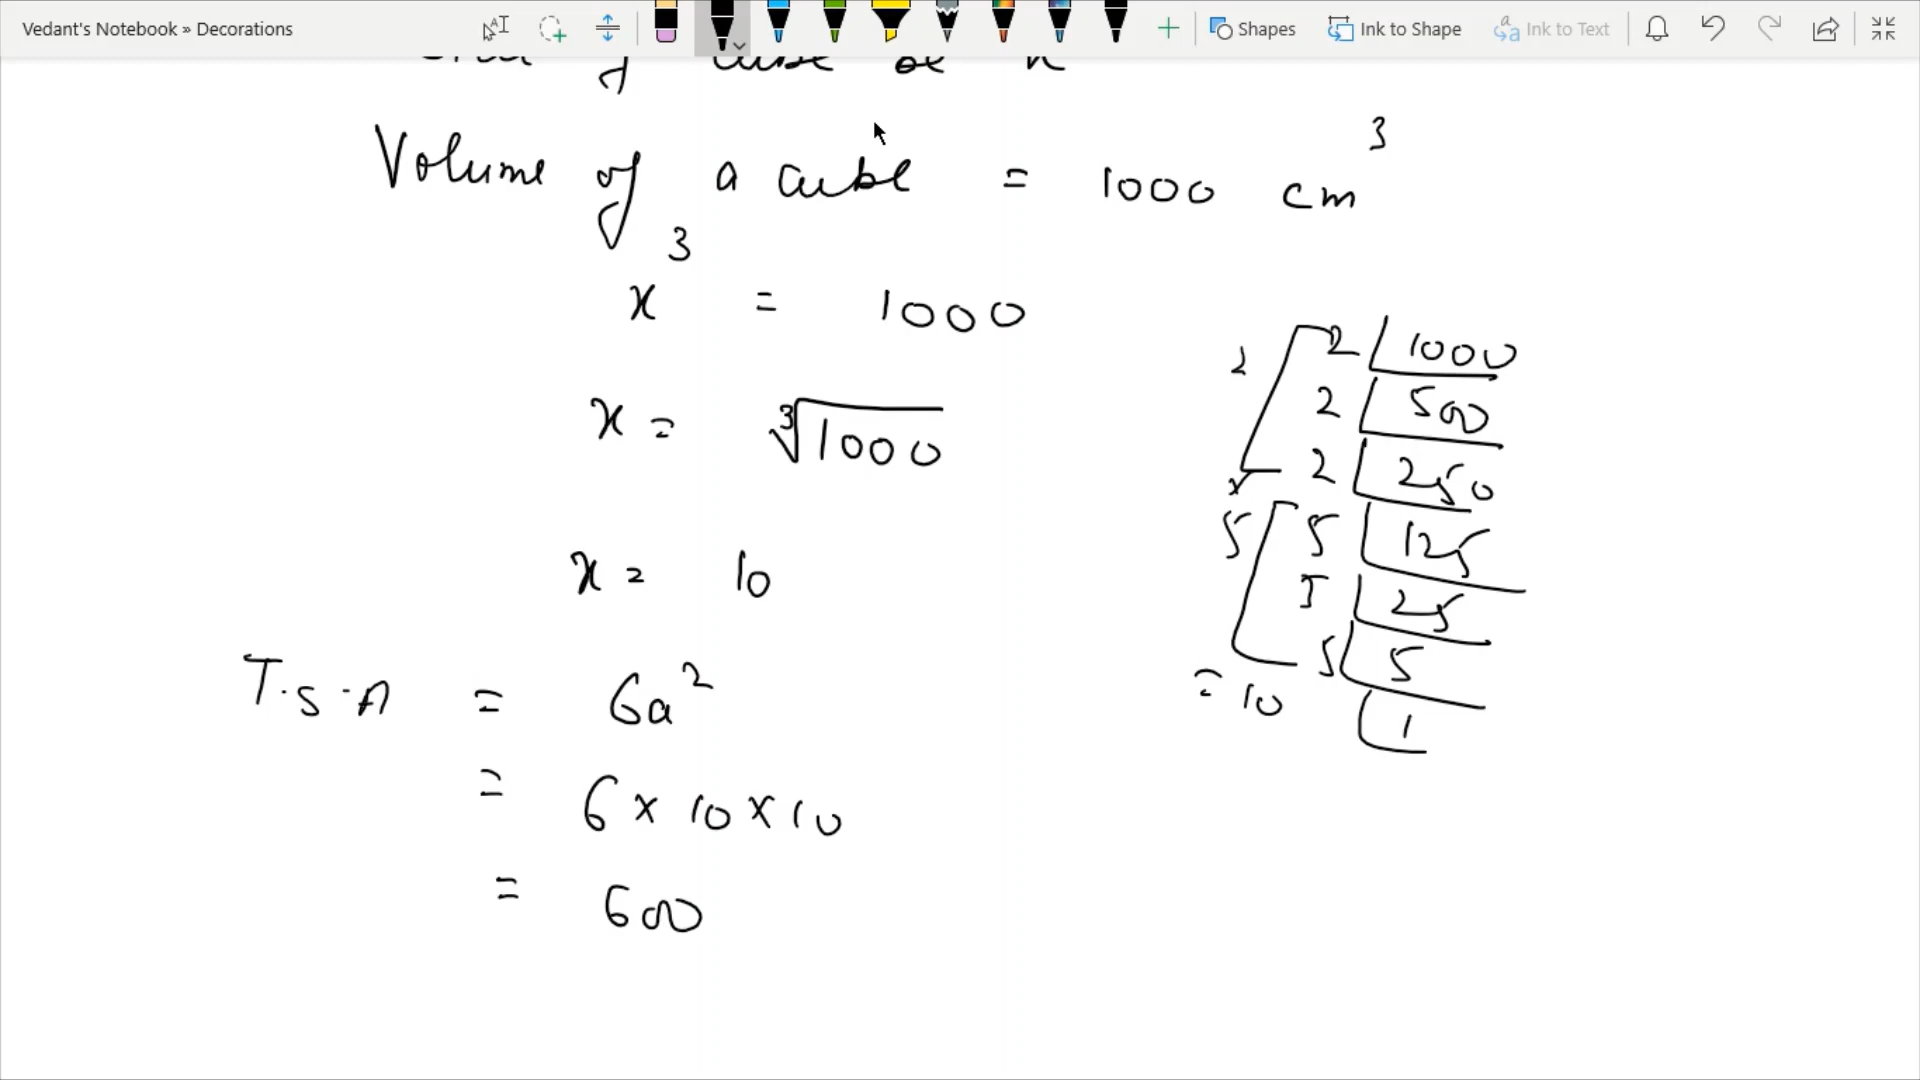 Vedant's Notebook » Decorations
Shapes
Ink to Shape
Ink to Text
Volume of a cube = 1000 cm³
x³ = 1000
x = ∛1000
x = 10
T.S.A = 6a²
= 6 x 10 x 10
= 600
2 2 | 1000
2 | 500
2 | 250
x
5 5 | 125
5 | 25
5 | 5
= 10 | 1